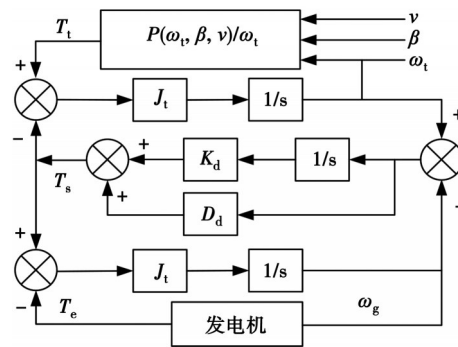 T_t
P(ω_t, β, v)/ω_t
v
β
ω_t
+
J_t
1/s
+
−
−
+
K_d
1/s
T_s
+
D_d
+
J_t
1/s
−
T_e
发电机
ω_g